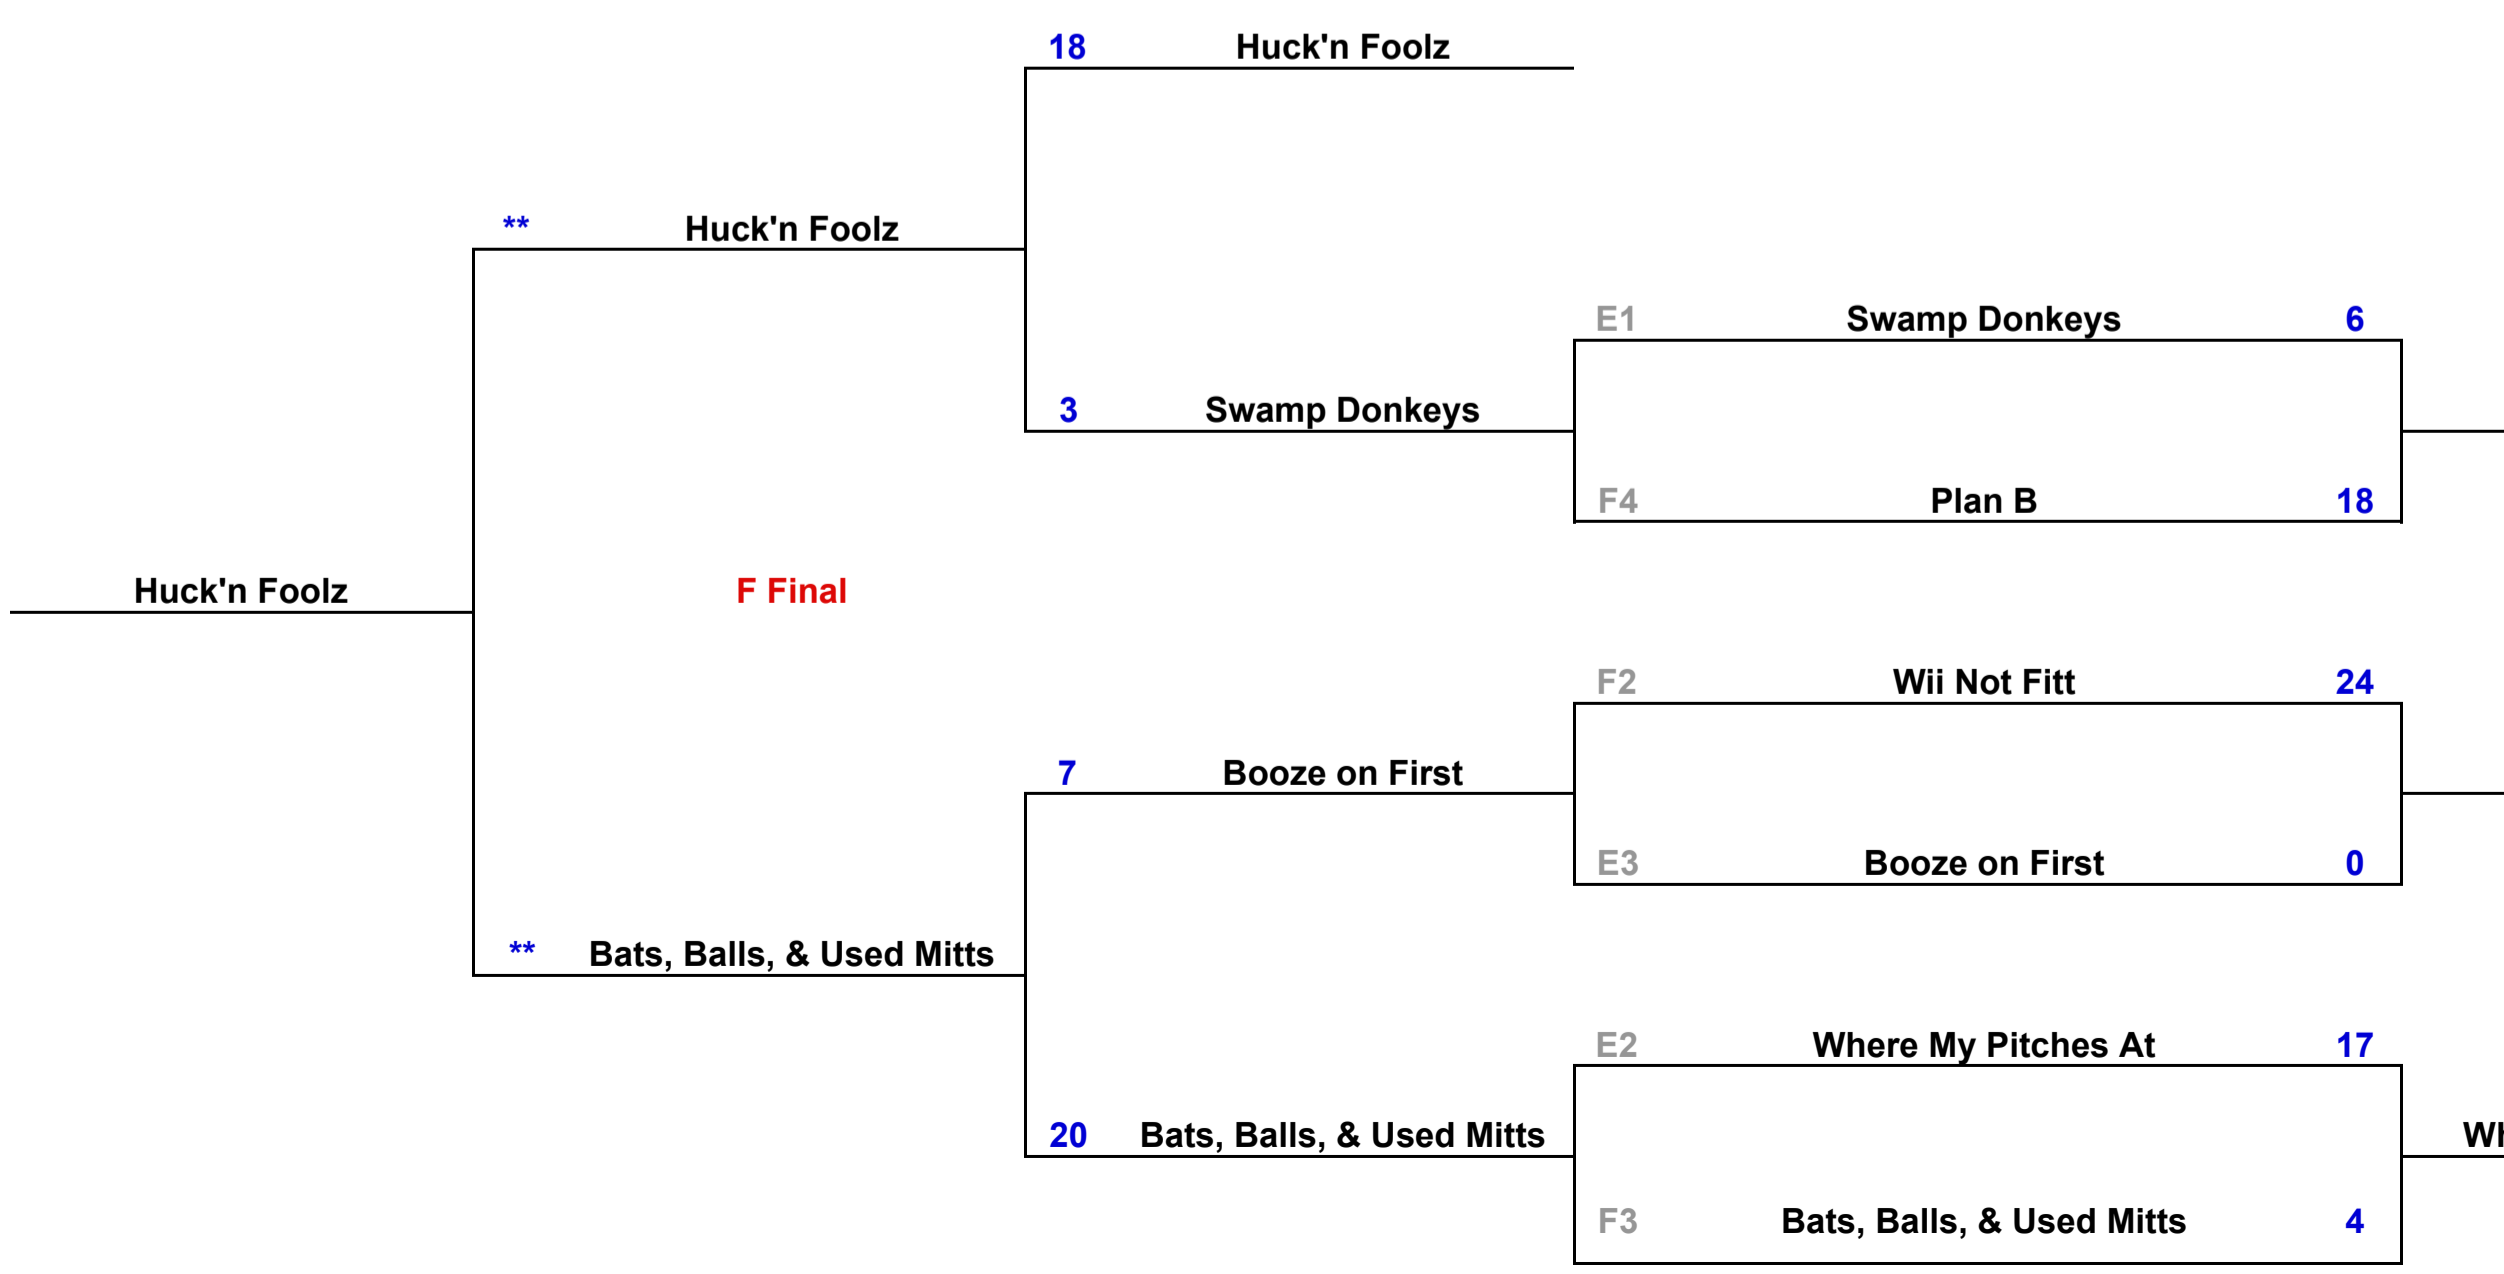 18 Huck'n Foolz
** Huck'n Foolz
E1 Swamp Donkeys 6
3 Swamp Donkeys
F4 Plan B 18
Huck'n Foolz F Final
F2 Wii Not Fitt 24
7 Booze on First
E3 Booze on First 0
** Bats, Balls, & Used Mitts
E2 Where My Pitches At 17
20 Bats, Balls, & Used Mitts
F3 Bats, Balls, & Used Mitts 4